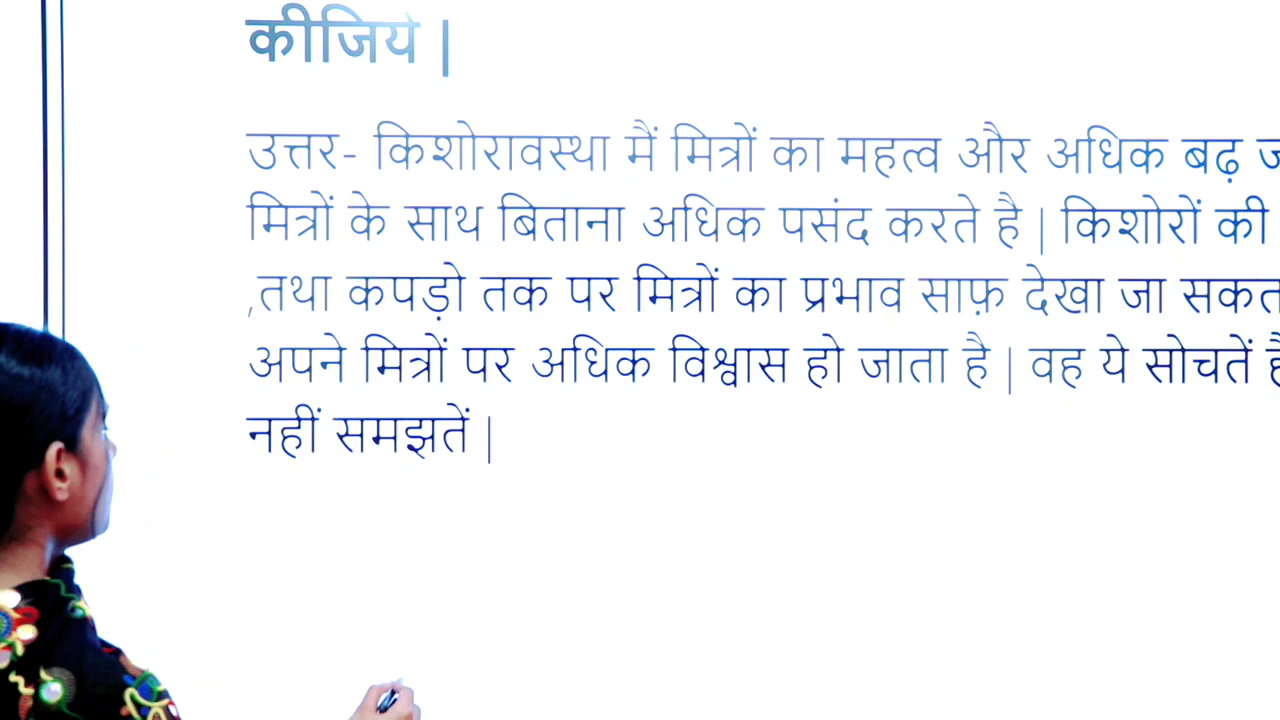 कीजिये |
उत्तर- किशोरावस्था मैं मित्रों का महत्व और अधिक बढ़
मित्रों के साथ बिताना अधिक पसंद करते है | किशोरों की
,तथा कपड़ो तक पर मित्रों का प्रभाव साफ़ देखा जा
अपने मित्रों पर अधिक विश्वास हो जाता है | वह ये सोचतें
नहीं समझतें |